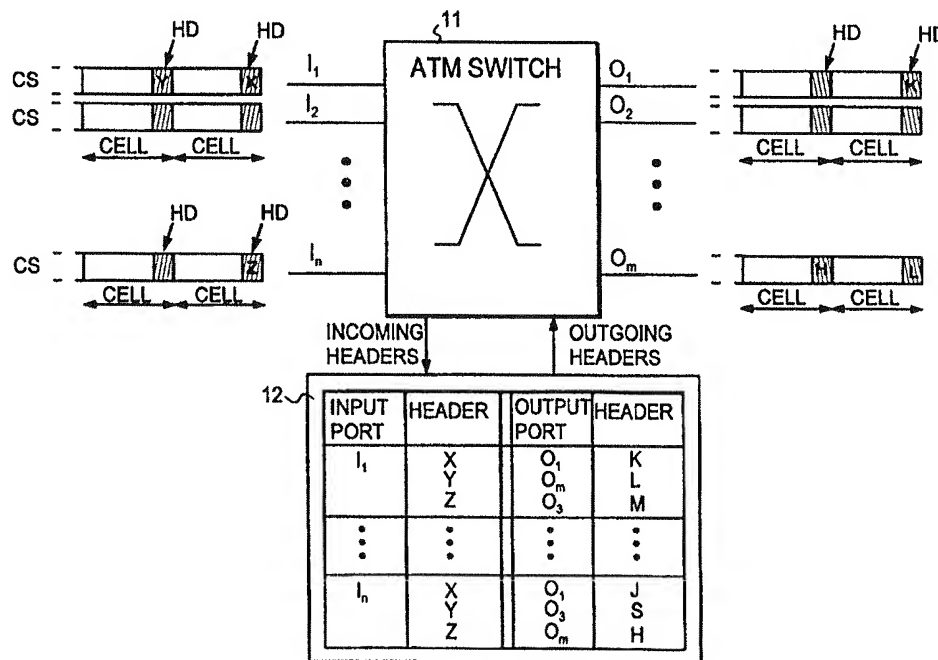 11
HD HD HD HD
CS Y X I₁ ATM SWITCH O₁ K
CS I₂ O₂
CELL CELL CELL CELL
HD HD
CS Z Iₙ Oₘ H L
CELL CELL CELL CELL
INCOMING HEADERS OUTGOING HEADERS
12
INPUT PORT HEADER OUTPUT PORT HEADER
I₁ X O₁ K
Y Oₘ L
Z O₃ M
Iₙ X O₁ J
Y O₃ S
Z Oₘ H